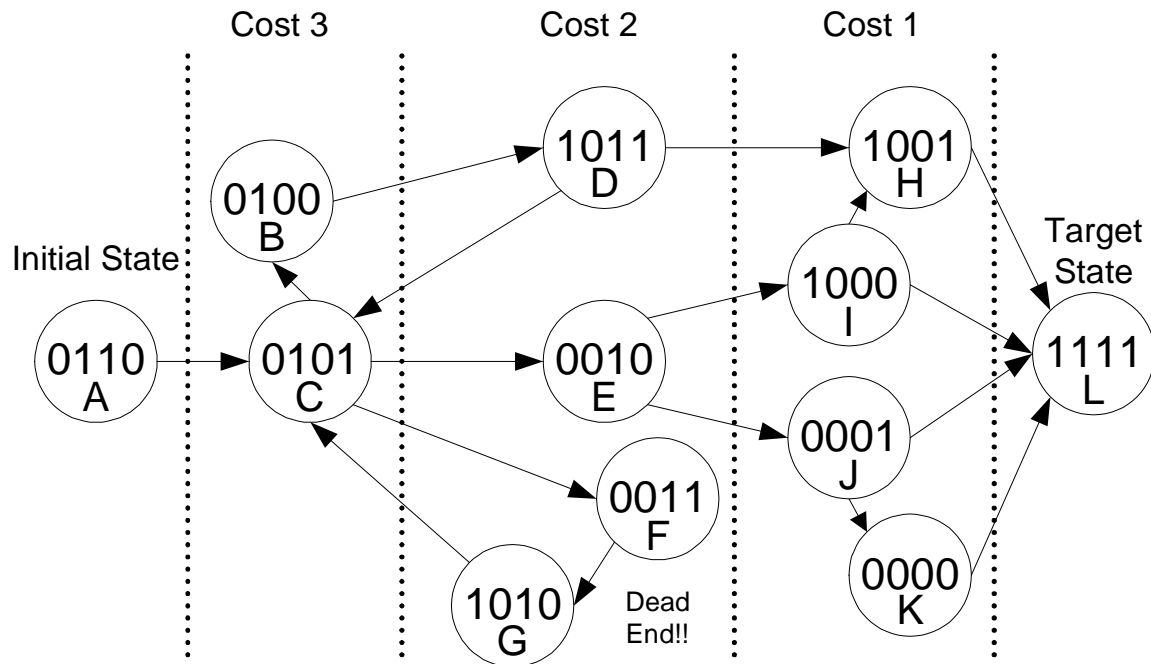 Cost 3
Cost 2
Cost 1
1011
D
1001
H
0100
B
Initial State
1000
I
Target
State
0110
A
0101
C
0010
E
1111
L
0001
J
0011
F
1010
G
Dead
End!!
0000
K